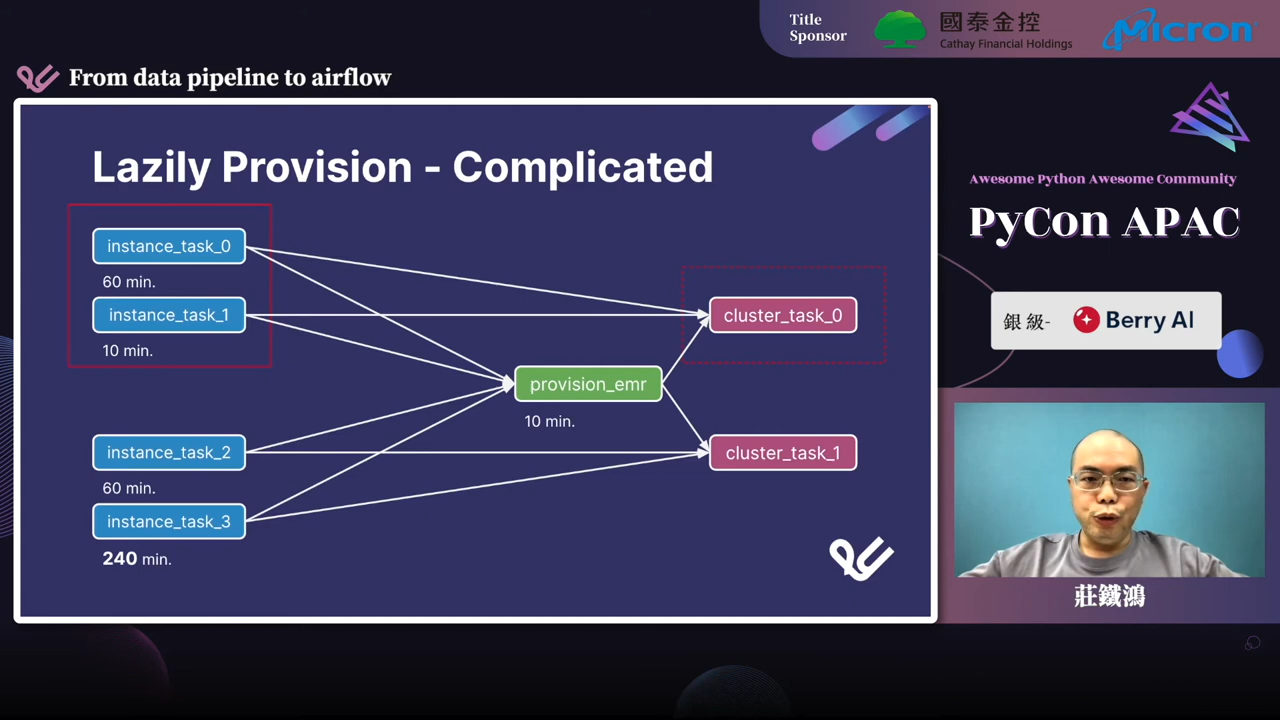 Title
Sponsor
國泰金控
Cathay Financial Holdings
Micron
From data pipeline to airflow
Lazily Provision - Complicated
instance_task_0
60 min.
instance_task_1
10 min.
cluster_task_0
provision_emr
10 min.
instance_task_2
60 min.
cluster_task_1
instance_task_3
240 min.
Awesome Python Awesome Community
PyCon APAC
銀級-
Berry AI
莊鐵鴻